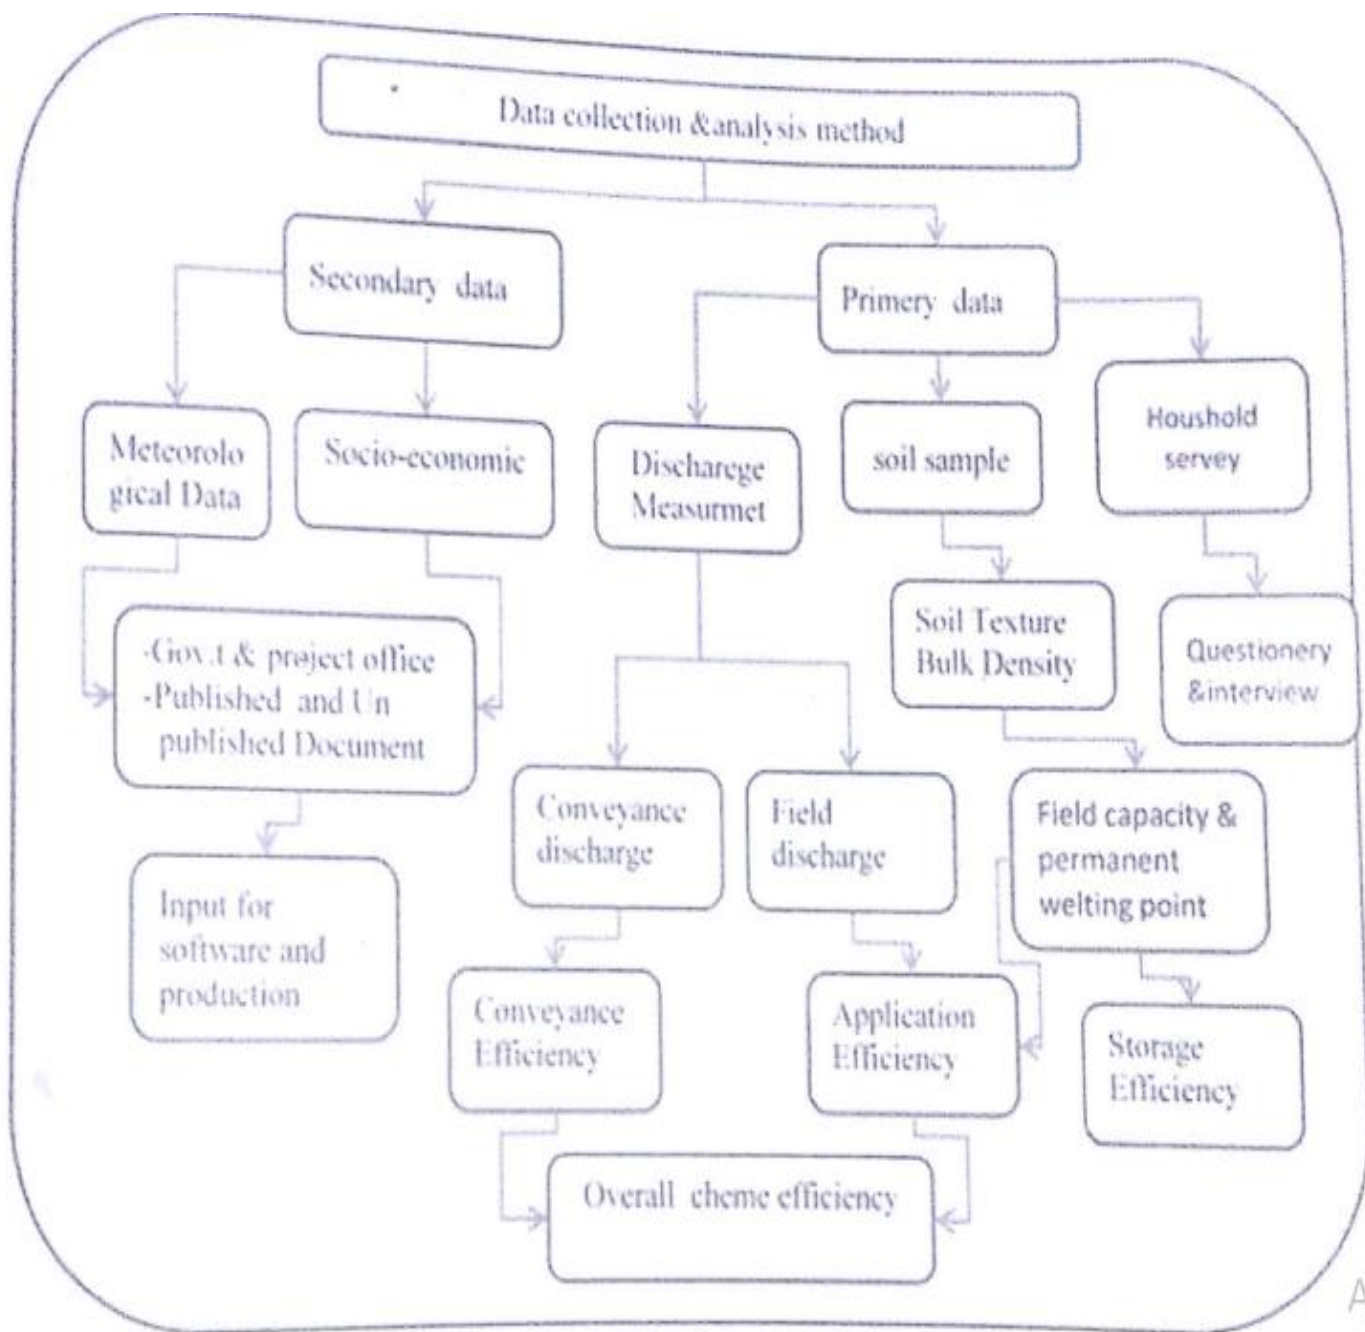 Data collection &analysis method
Secondary data
Primery data
Meteorolo
gical Data
Socio-economic
Discharege
Measurmet
soil sample
Houshold
servey
-Gov.t & project office
-Published and Un
published Document
Soil Texture
Bulk Density
Questionery
&interview
Conveyance
discharge
Field
discharge
Field capacity &
permanent
welting point
Input for
software and
production
Conveyance
Efficiency
Application
Efficiency
Storage
Efficiency
Overall cheme efficiency
A